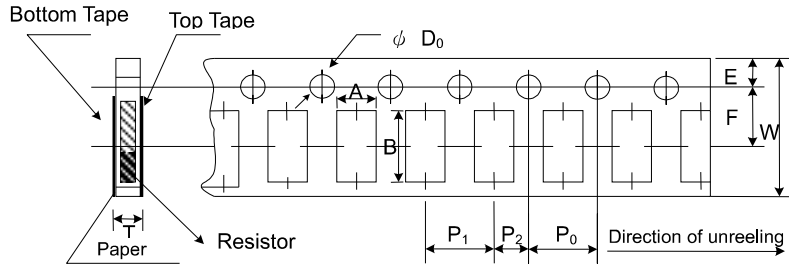 Bottom Tape
Top Tape
ϕ D0
A
E
F
W
B
T
Paper
Resistor
P1
P2
P0
Direction of unreeling